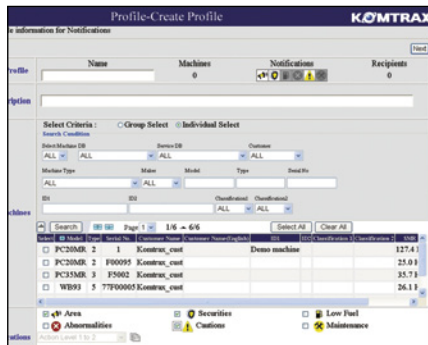 Profile-Create Profile
KOMTRAX
e information for Notifications
Next
rofile
Name
Machines
Notifications
Recipients
0
0
ription
Select Criteria :
Group Select
Individual Select
Search Condition
Select Machine DB
Service DB
Customer
ALL
ALL
ALL
ALL
Machine Type
Maker
Model
Type
Serial No
ALL
ALL
ID1
ID2
Classification1
Classification2
ALL
ALL
achines
Search
Page 1
1/6
6/6
Select All
Clear All
Select
Model
Type
Serial No.
Customer Name
Customer Name(English)
ID1
ID2
Classification 1
Classification 2
SMR
PC20MR 2 1 Komtrax_cust Demo machine 127.4 H
PC20MR 2 F00095 Komtrax_cust 25.0 H
PC35MR 3 F5002 Komtrax_cust 35.7 H
WB93 5 77F00005 Komtrax_cust 26.1 H
Area
Securities
Low Fuel
Abnormalities
Cautions
Maintenance
cations
Action Level 1 to 2